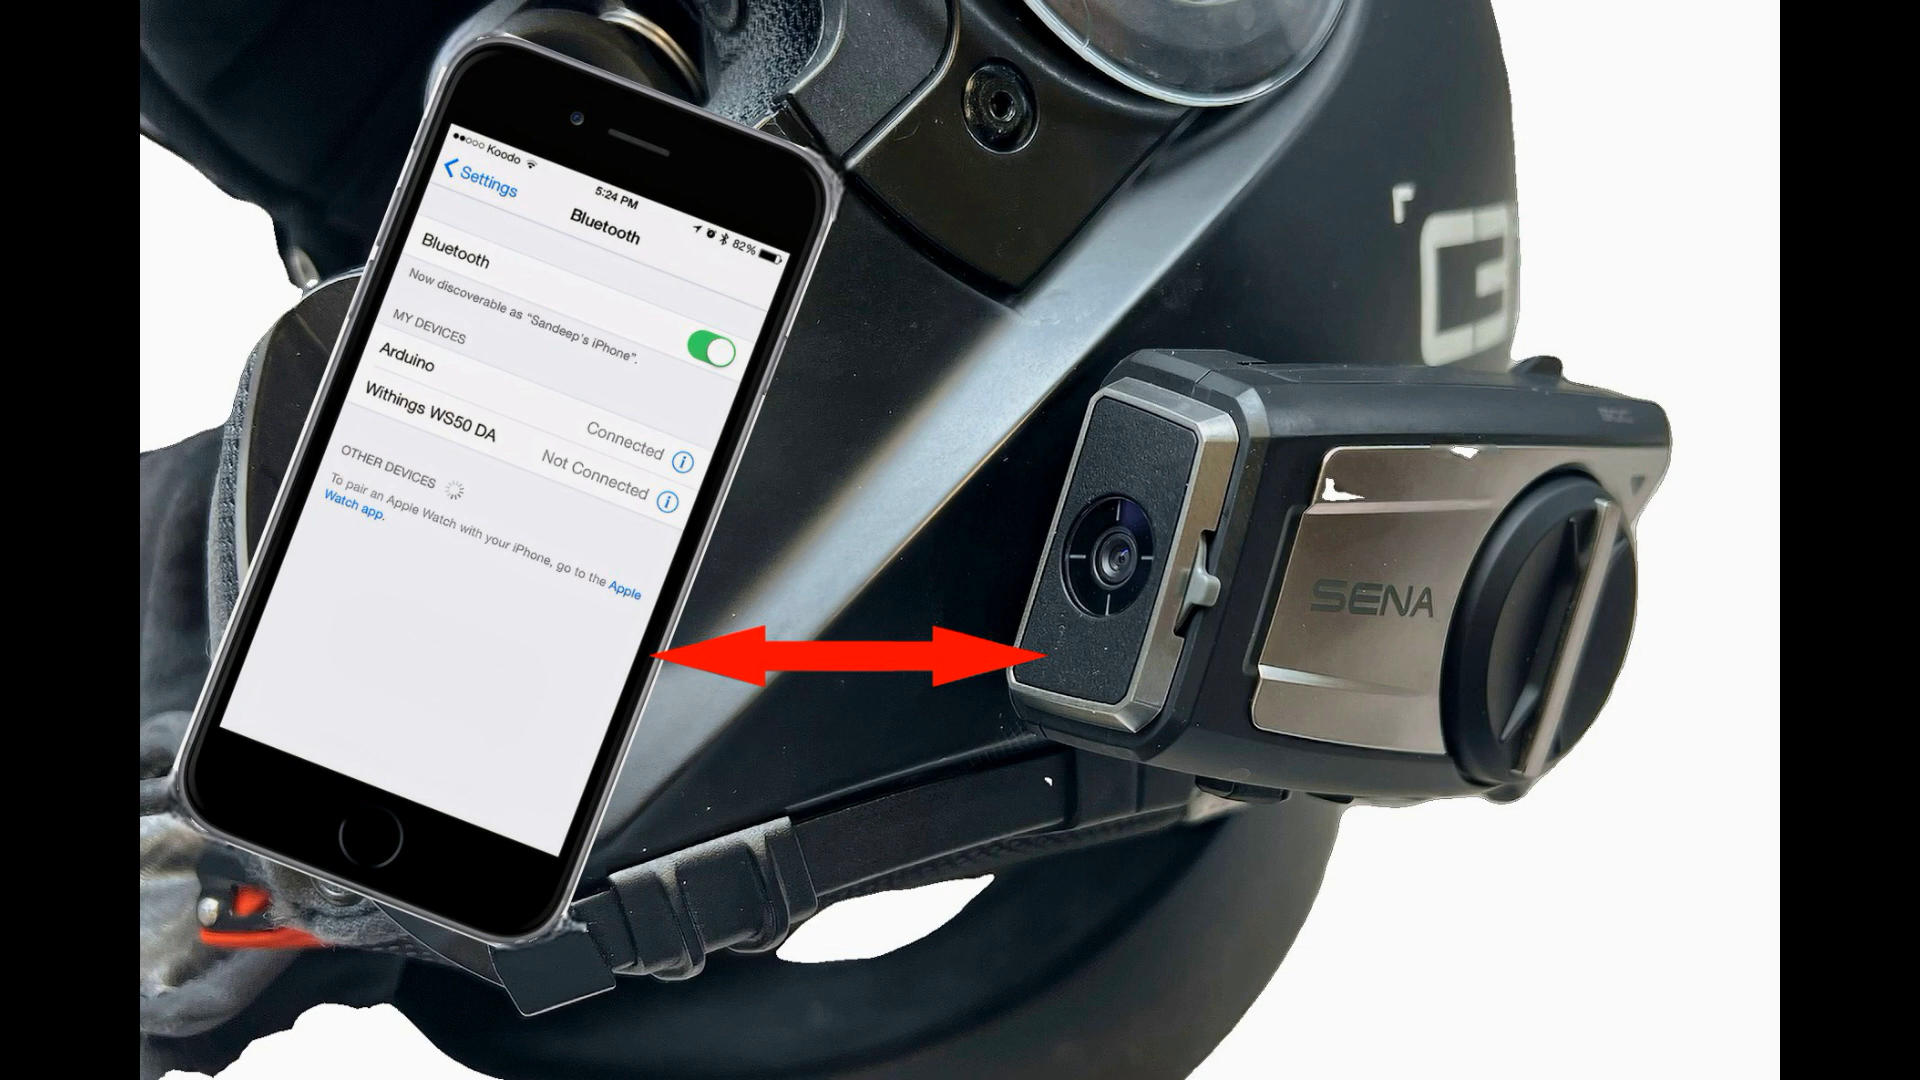 Koodo
5:24 PM
82%
Settings
Bluetooth
Bluetooth
Now discoverable as “Sandeep's iPhone”.
MY DEVICES
Arduino
Connected
Withings WS50 DA
Not Connected
OTHER DEVICES
To pair an Apple Watch with your iPhone, go to the Apple
Watch app.
SENA